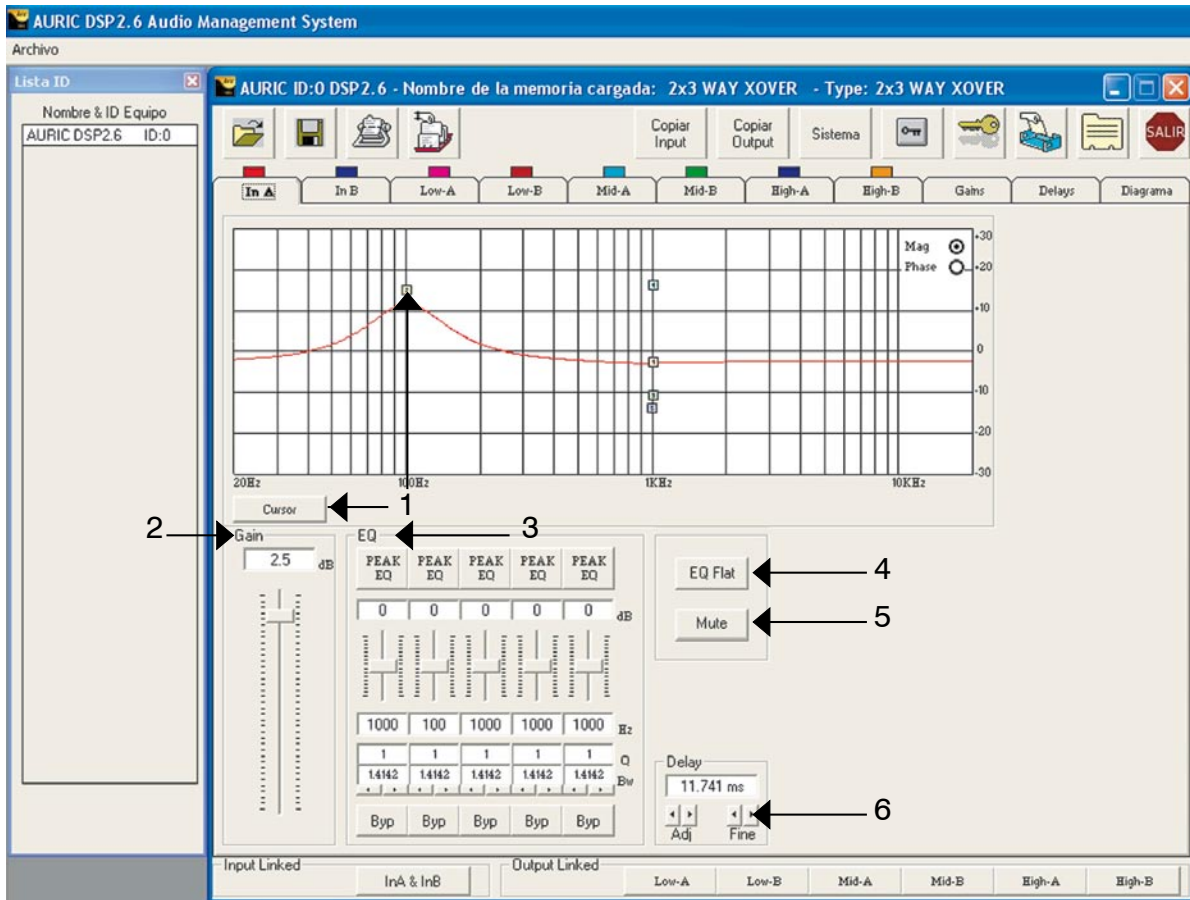 AURIC DSP2.6 Audio Management System
Archivo
Lista ID
Nombre & ID Equipo
AURIC DSP2.6 ID:0
AURIC ID:0 DSP2.6 - Nombre de la memoria cargada: 2x3 WAY XOVER - Type: 2x3 WAY XOVER
Copiar Input
Copiar Output
Sistema
SALIR
In A
In B
Low-A
Low-B
Mid-A
Mid-B
High-A
High-B
Gains
Delays
Diagrama
Mag
Phase
+30
+20
+10
0
-10
-20
-30
20Hz
100Hz
1KHz
10KHz
Cursor
1
2
Gain
2.5 dB
EQ
3
PEAK EQ PEAK EQ PEAK EQ PEAK EQ PEAK EQ
0 0 0 0 0 dB
1000 100 1000 1000 1000 Hz
1 1 1 1 1 Q
1.4142 1.4142 1.4142 1.4142 1.4142 Bw
Byp Byp Byp Byp Byp
EQ Flat
4
Mute
5
Delay
11.741 ms
Adj
Fine
6
Input Linked
InA & InB
Output Linked
Low-A
Low-B
Mid-A
Mid-B
High-A
High-B